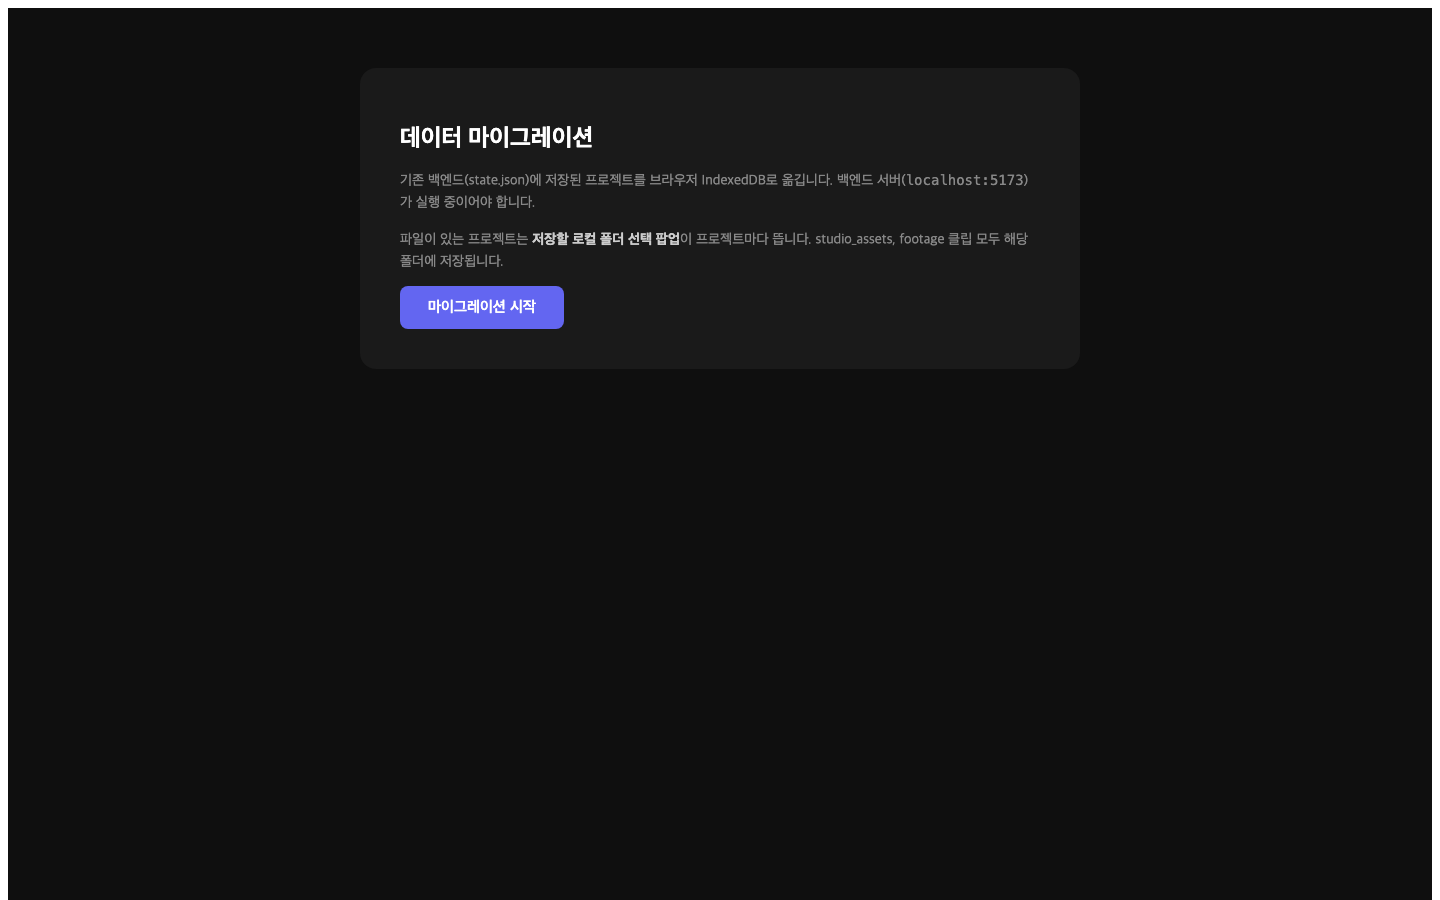 데이터 마이그레이션
기존 백엔드(state.json)에 저장된 프로젝트를 브라우저 IndexedDB로 옮깁니다. 백엔드 서버(localhost:5173)
가 실행 중이어야 합니다.
파일이 있는 프로젝트는 저장할 로컬 폴더 선택 팝업이 프로젝트마다 뜹니다. studio_assets, footage 클립 모두 해당
폴더에 저장됩니다.
마이그레이션 시작